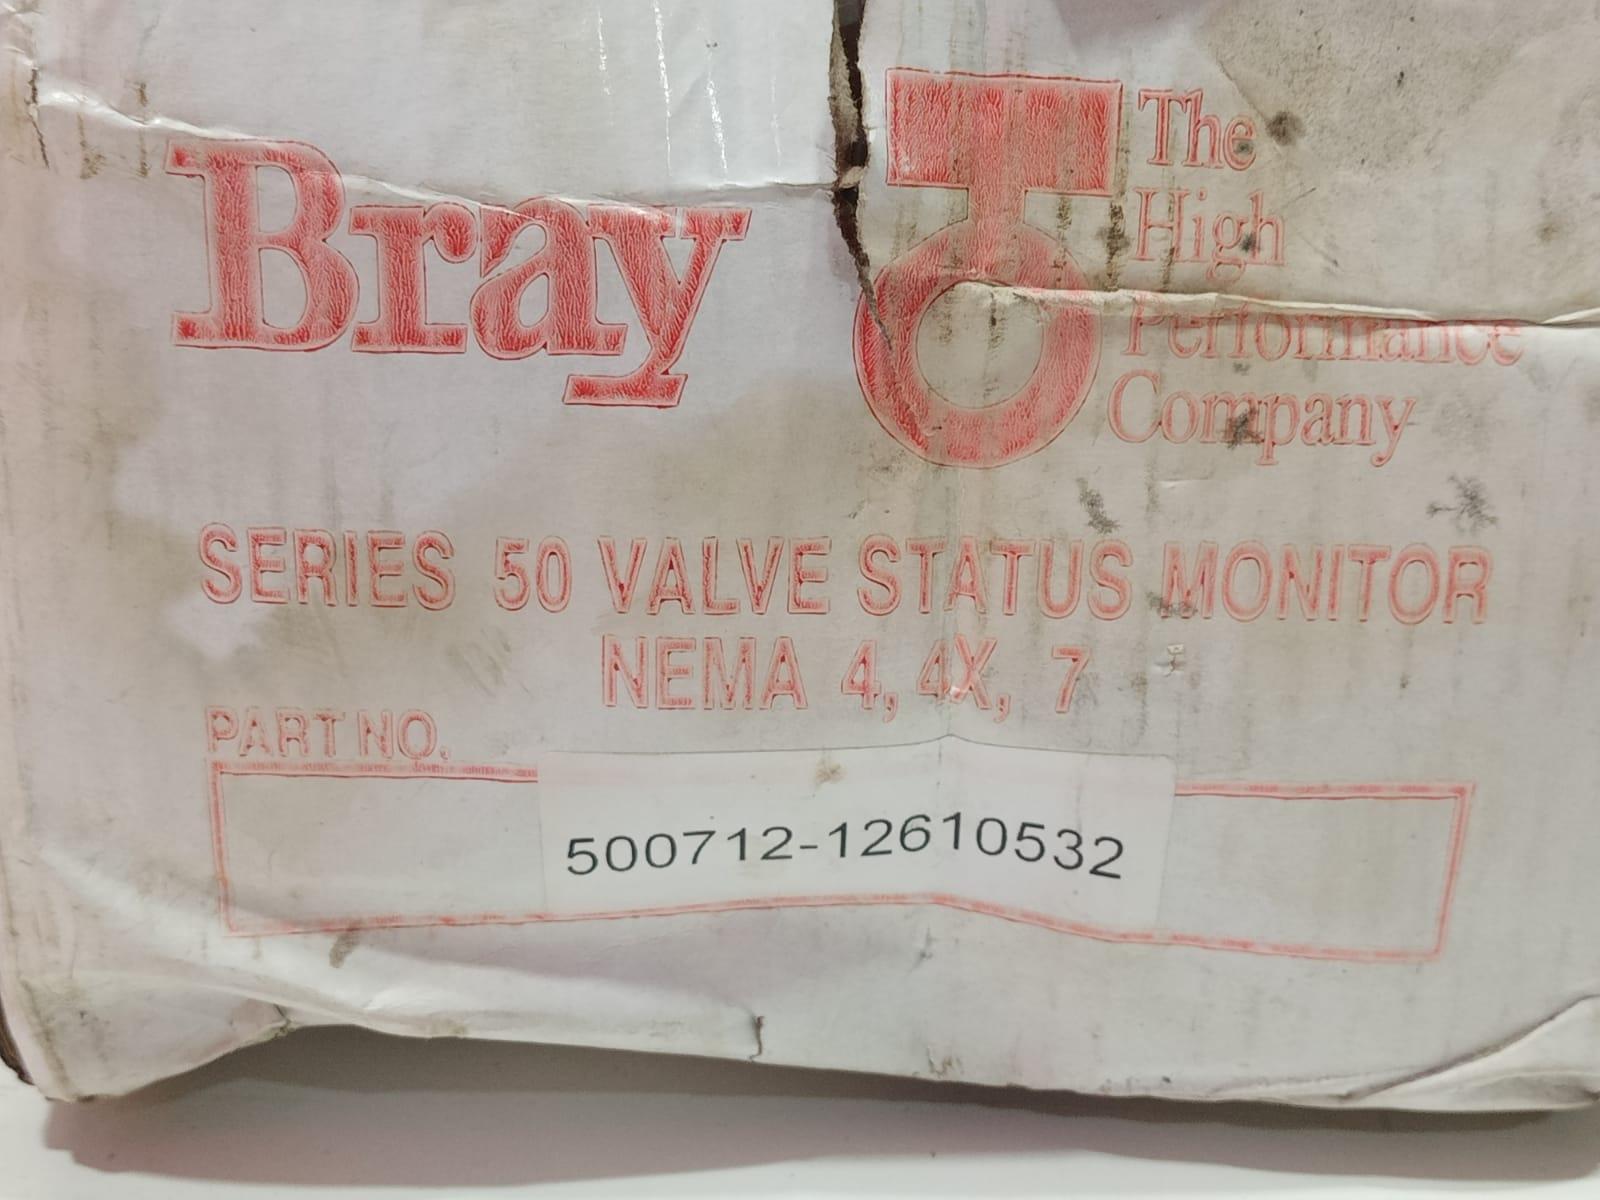 Bray
The
High
Performance
Company
SERIES 50 VALVE STATUS MONITOR
NEMA 4, 4X, 7
PART NO.
500712-12610532